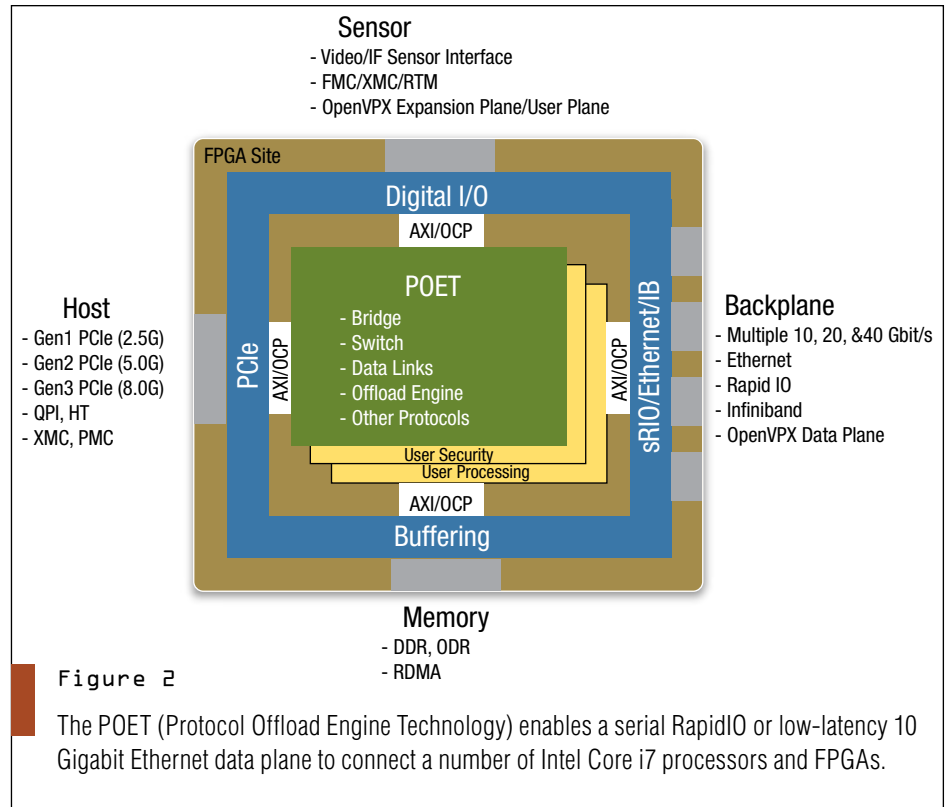 Sensor
- Video/IF Sensor Interface
- FMC/XMC/RTM
- OpenVPX Expansion Plane/User Plane
FPGA Site
Digital I/O
AXI/OCP
POET
- Bridge
- Switch
- Data Links
- Offload Engine
- Other Protocols
User Security
User Processing
Host
- Gen1 PCIe (2.5G)
- Gen2 PCIe (5.0G)
- Gen3 PCIe (8.0G)
- QPI, HT
- XMC, PMC
PCIe
AXI/OCP
AXI/OCP
sRIO/Ethernet/IB
Backplane
- Multiple 10, 20, &40 Gbit/s
- Ethernet
- Rapid IO
- Infiniband
- OpenVPX Data Plane
AXI/OCP
Buffering
Memory
- DDR, ODR
- RDMA
Figure 2
The POET (Protocol Offload Engine Technology) enables a serial RapidIO or low-latency 10
Gigabit Ethernet data plane to connect a number of Intel Core i7 processors and FPGAs.